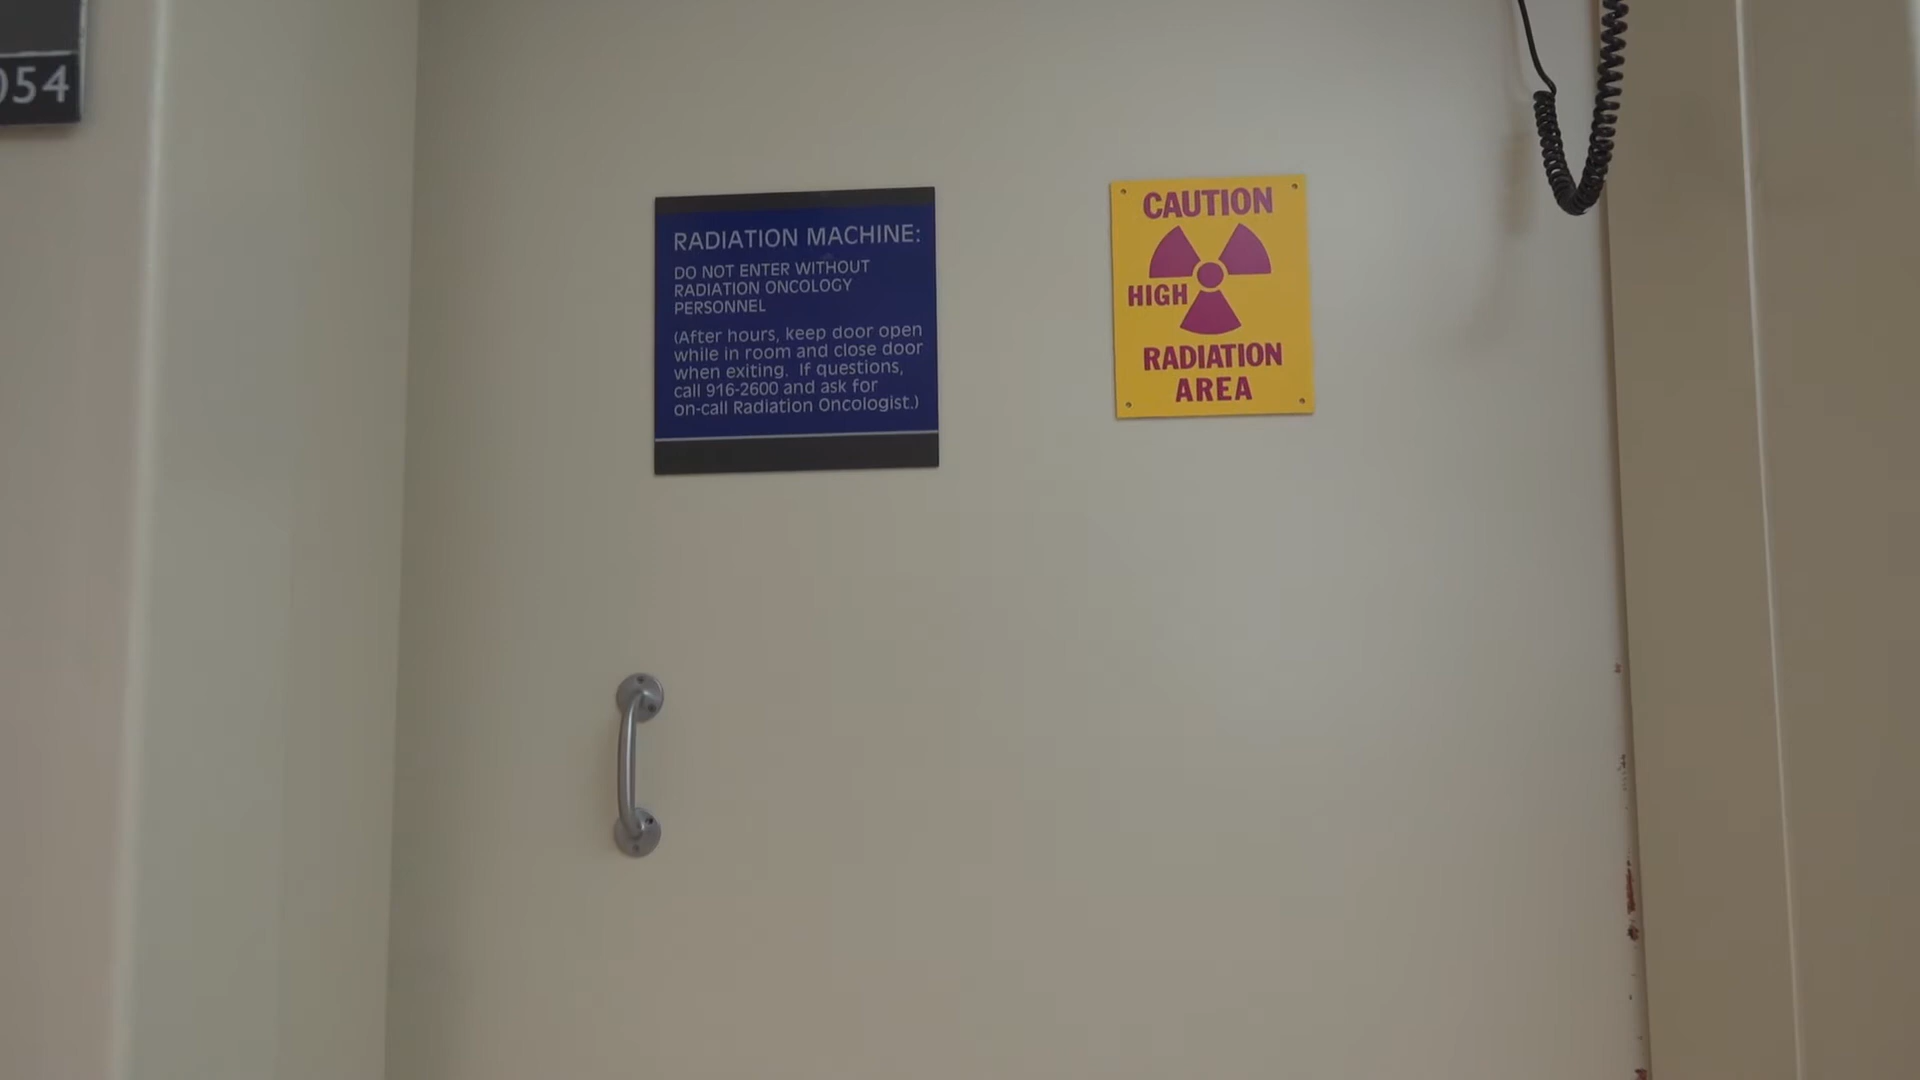 054
RADIATION MACHINE:
DO NOT ENTER WITHOUT
RADIATION ONCOLOGY
PERSONNEL
(After hours, keep door open
while in room and close door
when exiting. If questions,
call 916-2600 and ask for
on-call Radiation Oncologist.)
CAUTION
HIGH
RADIATION
AREA